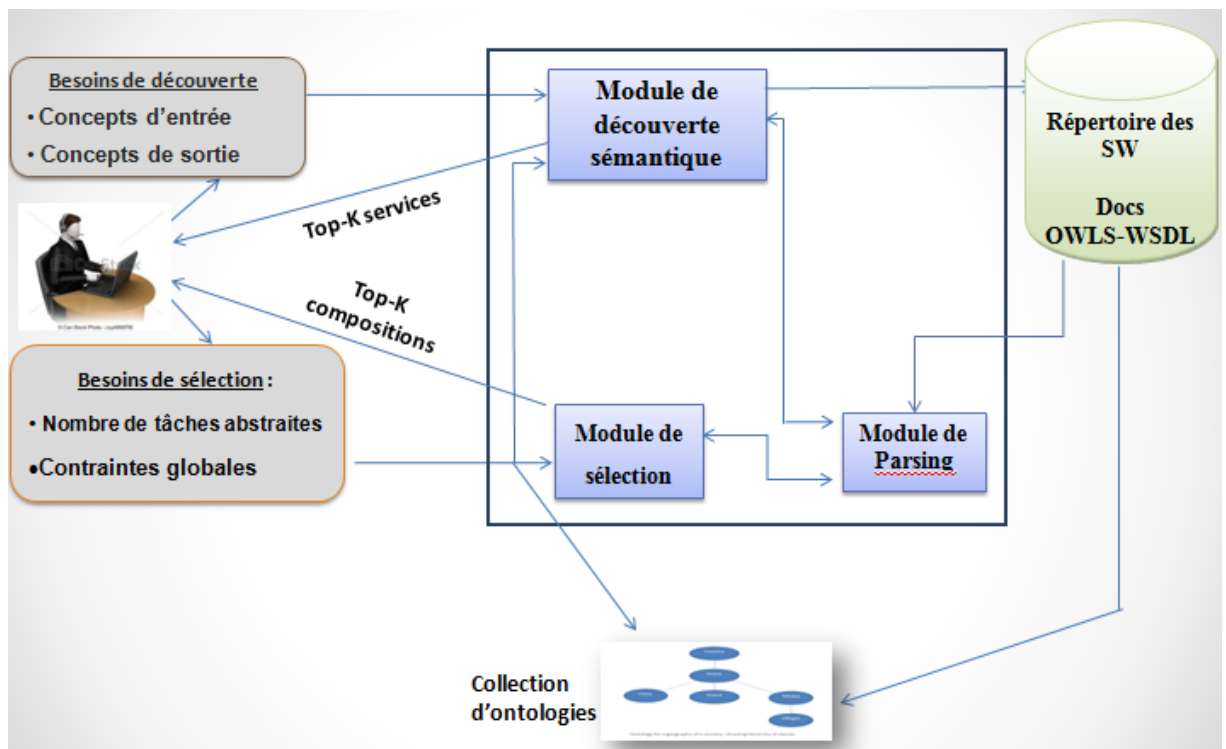 Besoins de découverte
• Concepts d'entrée
• Concepts de sortie
Module de
découverte
sémantique
Répertoire des
SW
Docs
OWLS-WSDL
Top-K services
Top-K
compositions
Besoins de sélection :
• Nombre de tâches abstraites
•Contraintes globales
Module de
sélection
Module de
Parsing
Collection
d'ontologies